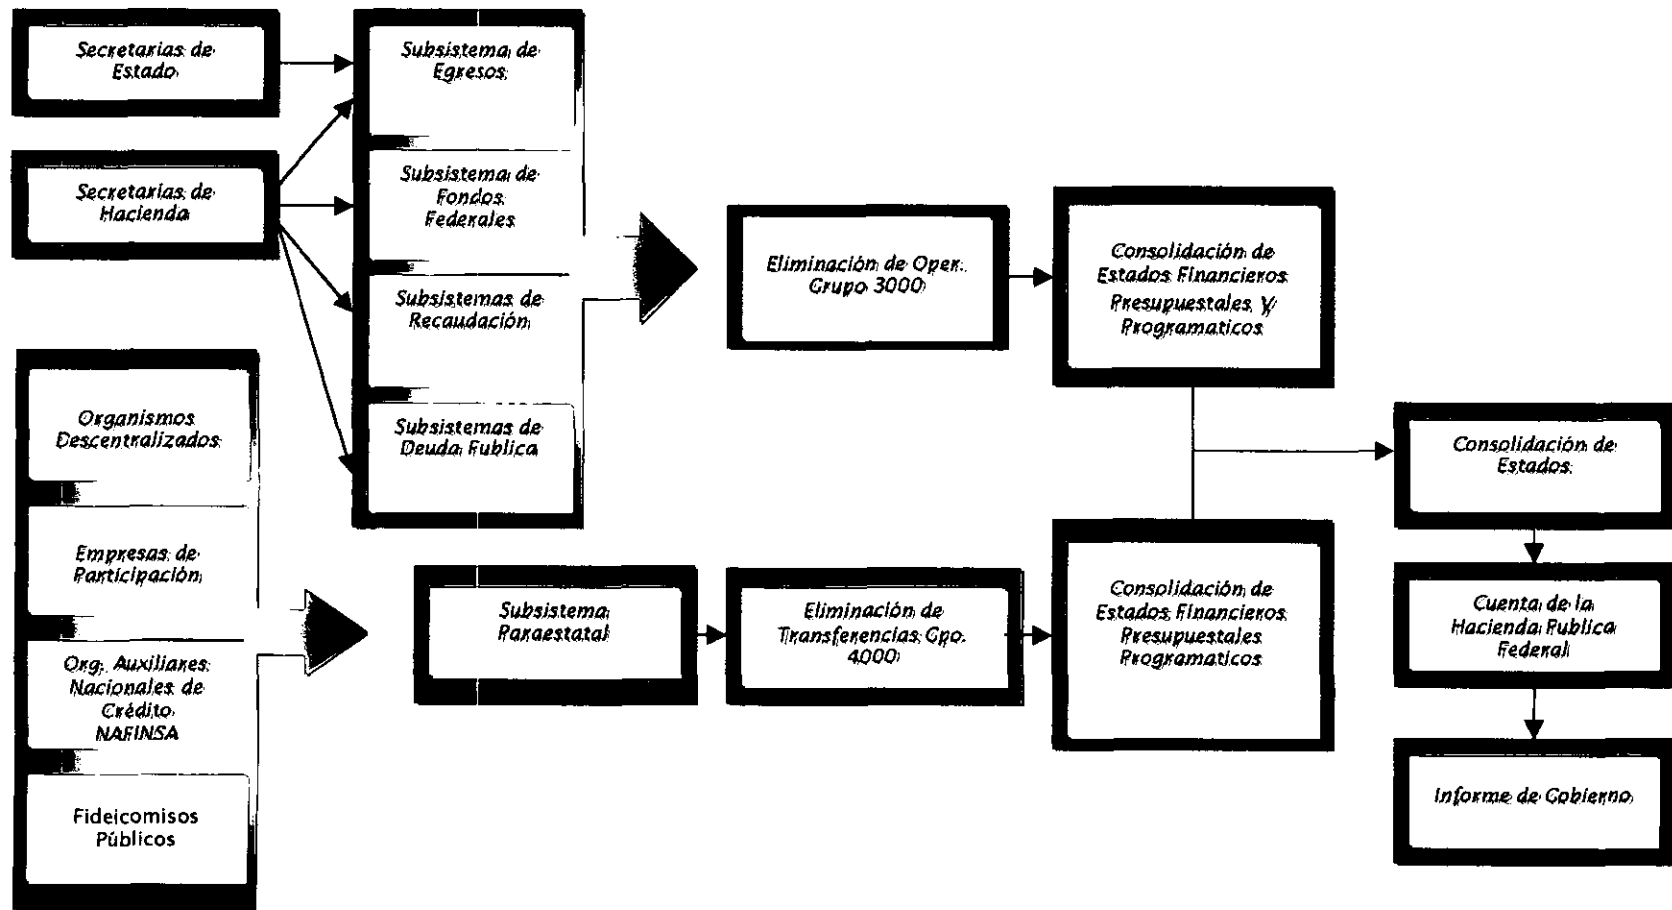 Secretarias de
Estado
Secretarias de
Hacienda
Subsistema de
Egresos
Subsistema de
Fondos
Federales
Subsistemas de
Recaudación
Subsistemas de
Deuda Publica
Eliminación de Oper.
Grupo 3000
Consolidación de
Estados Financieros
Presupuestales Y
Programaticos
Organismos
Descentralizados
Empresas de
Participación
Org. Auxiliares
Nacionales de
Crédito
NAFINSA
Fideicomisos
Públicos
Subsistema
Paraestatal
Eliminación de
Transferencias Gpo.
4000
Consolidación de
Estados Financieros
Presupuestales
Programaticos
Consolidación de
Estados
Cuenta de la
Hacienda Publica
Federal
Informe de Gobierno